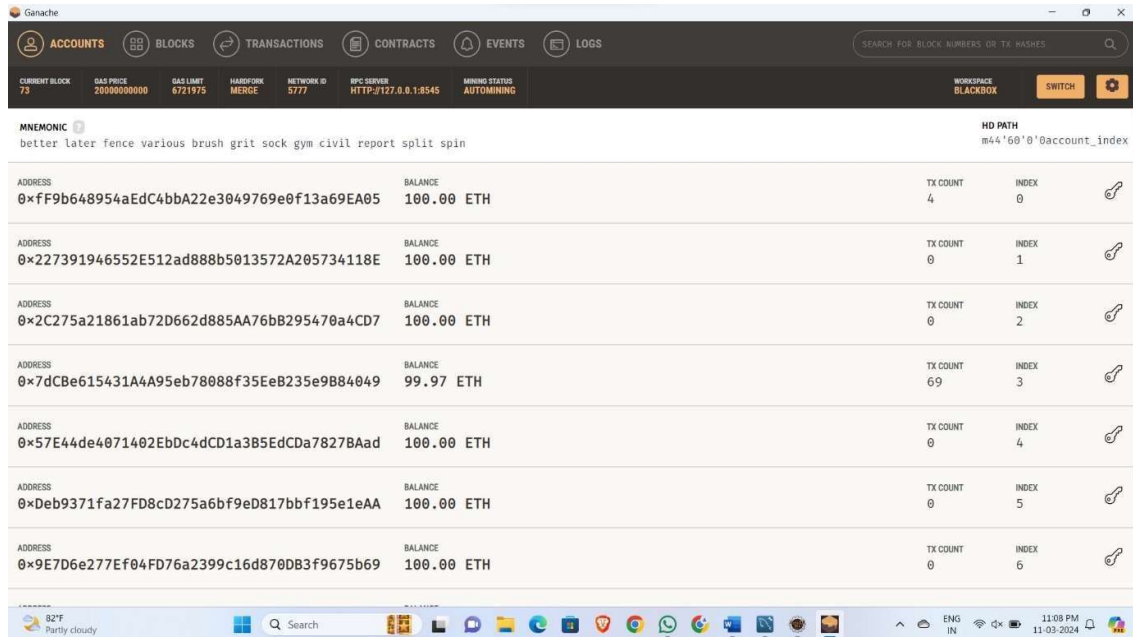 Ganache
ACCOUNTS BLOCKS TRANSACTIONS CONTRACTS EVENTS LOGS SEARCH FOR BLOCK NUMBERS OR TX HASHES
CURRENT BLOCK GAS PRICE GAS LIMIT HARDFORK NETWORK ID RPC SERVER MINING STATUS WORKSPACE
73 20000000000 6721975 MERGE 5777 HTTP://127.0.0.1:8545 AUTOMINING BLACKBOX SWITCH
MNEMONIC ? HD PATH
better later fence various brush grit sock gym civil report split spin m44'60'0'0account_index
ADDRESS BALANCE TX COUNT INDEX
0×fF9b648954aEdC4bbA22e3049769e0f13a69EA05 100.00 ETH 4 0
ADDRESS BALANCE TX COUNT INDEX
0×227391946552E512ad888b5013572A205734118E 100.00 ETH 0 1
ADDRESS BALANCE TX COUNT INDEX
0×2C275a21861ab72D662d885AA76bB295470a4CD7 100.00 ETH 0 2
ADDRESS BALANCE TX COUNT INDEX
0×7dCBe615431A4A95eb78088f35EeB235e9B84049 99.97 ETH 69 3
ADDRESS BALANCE TX COUNT INDEX
0×57E44de4071402EbDc4dCD1a3B5EdCDa7827BAad 100.00 ETH 0 4
ADDRESS BALANCE TX COUNT INDEX
0×Deb9371fa27FD8cD275a6bf9eD817bbf195e1eAA 100.00 ETH 0 5
ADDRESS BALANCE TX COUNT INDEX
0×9E7D6e277Ef04FD76a2399c16d870DB3f9675b69 100.00 ETH 0 6
82°F Search ENG 11:08 PM
Partly cloudy IN 11-03-2024